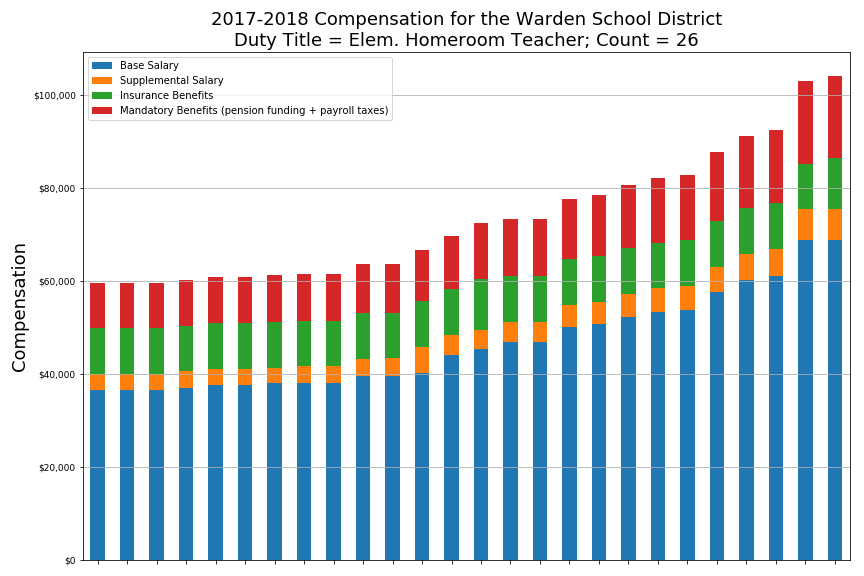 2017-2018 Compensation for the Warden School District
Duty Title = Elem. Homeroom Teacher; Count = 26
Base Salary
Supplemental Salary
Insurance Benefits
Mandatory Benefits (pension funding + payroll taxes)
Compensation
$100,000
$80,000
$60,000
$40,000
$20,000
$0